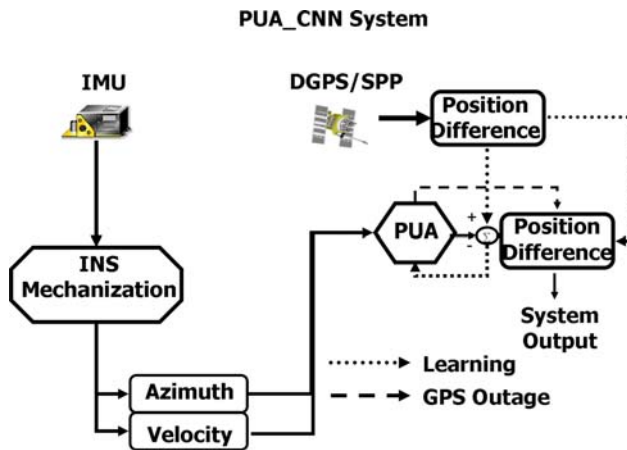 PUA_CNN System
IMU
DGPS/SPP
Position
Difference
+
PUA
-
Σ
Position
Difference
INS
Mechanization
System
Output
Learning
Azimuth
GPS Outage
Velocity